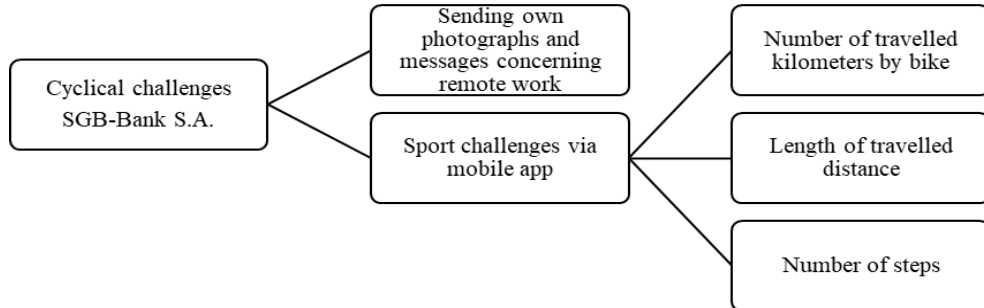 Cyclical challenges
SGB-Bank S.A.
Sending own
photographs and
messages concerning
remote work
Sport challenges via
mobile app
Number of travelled
kilometers by bike
Length of travelled
distance
Number of steps